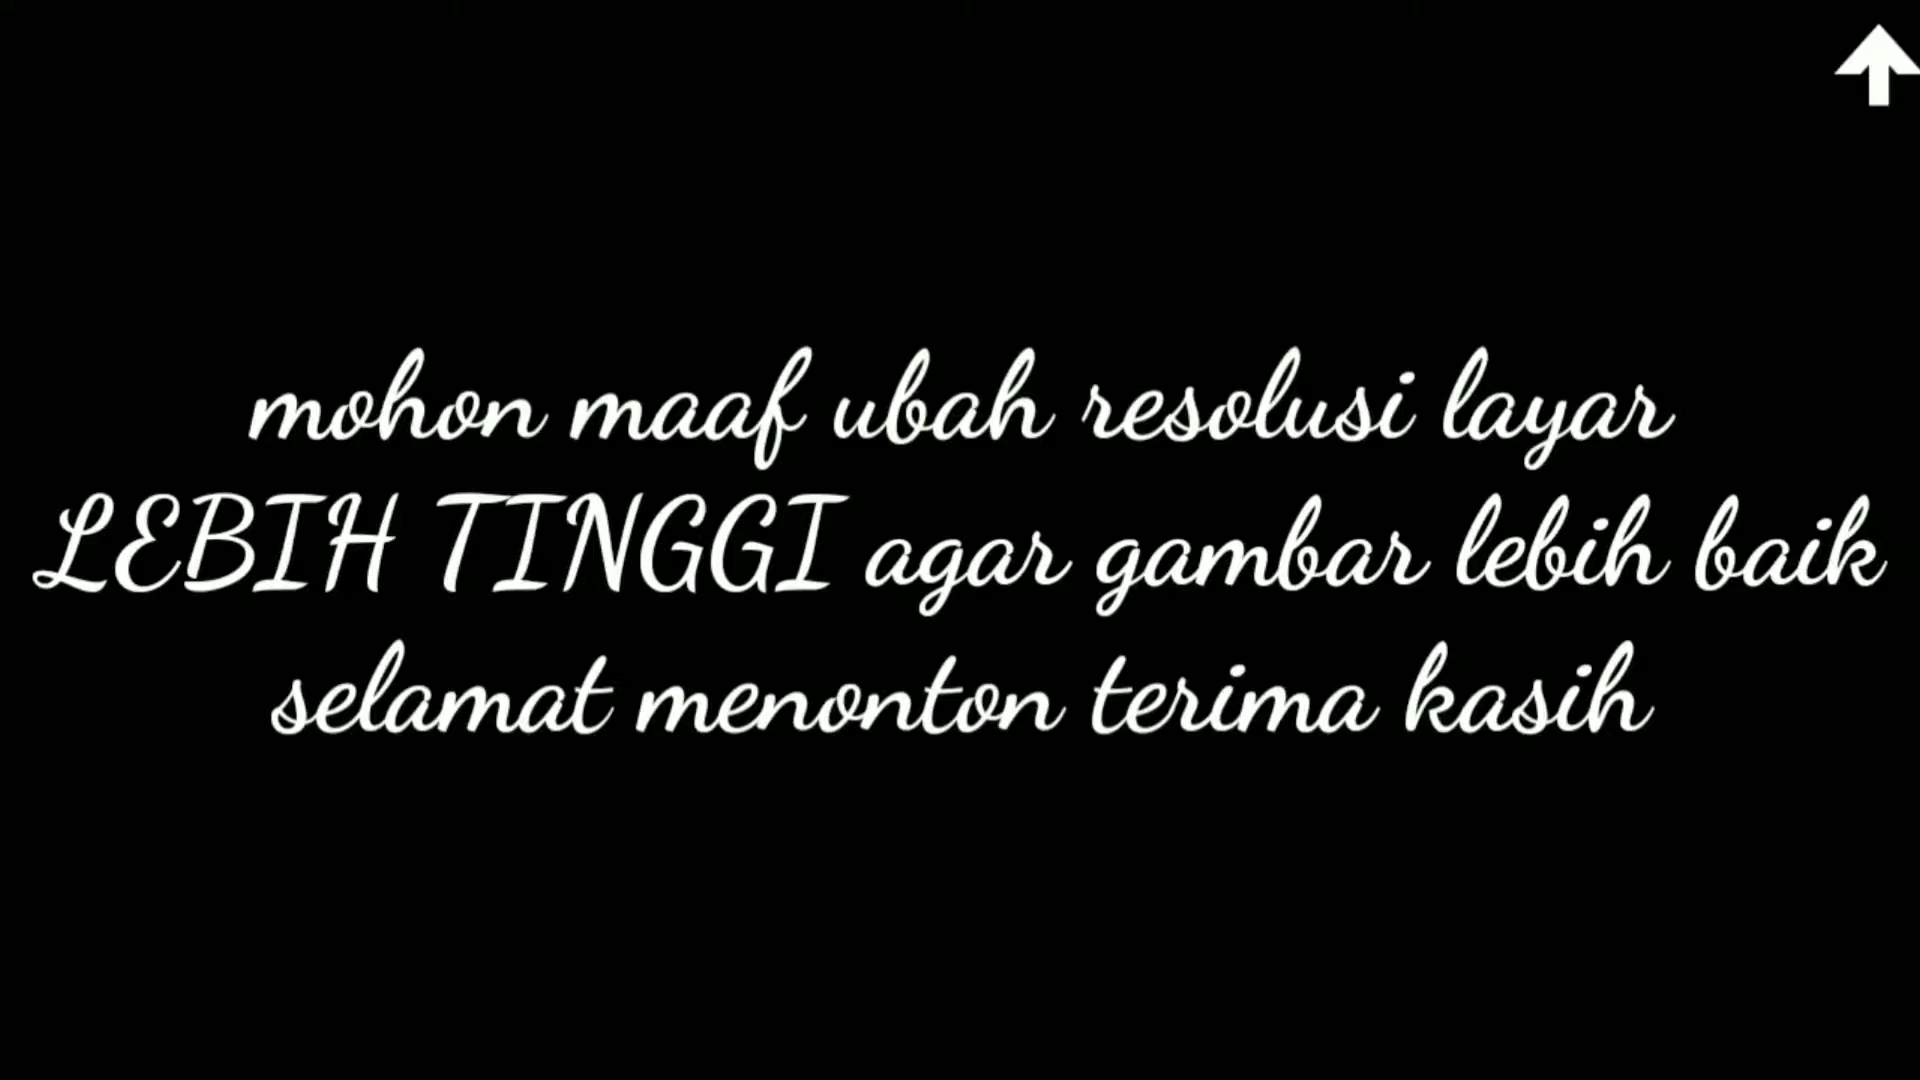 mohon maaf ubah resolusi layar
LEBIH TINGGI agar gambar lebih baik
selamat menonton terima kasih